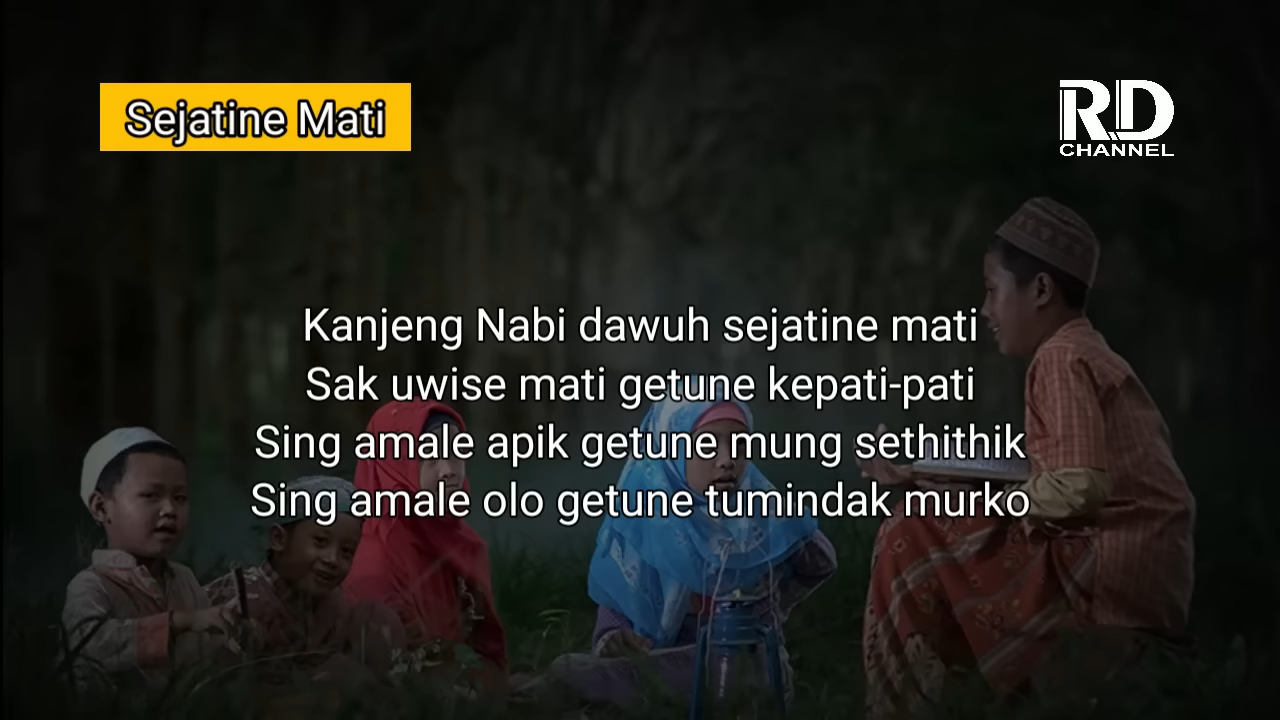 Sejatine Mati
RD
CHANNEL
Kanjeng Nabi dawuh sejatine mati
Sak uwise mati getune kepati-pati
Sing amale apik getune mung sethithik
Sing amale olo getune tumindak murko